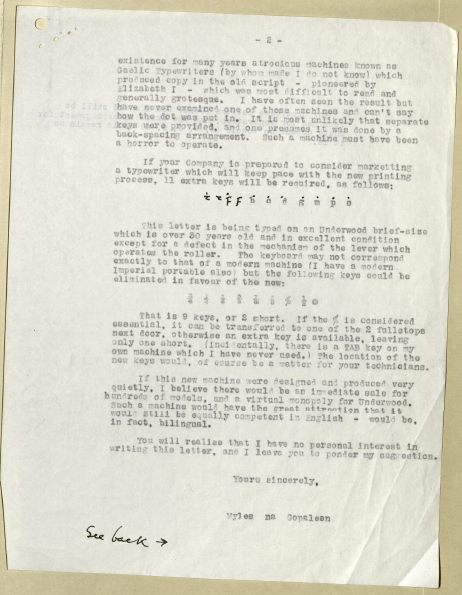 - 2 -
existence for many years atrocious machines known as
Gaelic Typewriters (by whom made I do not know) which
produced copy in the old script - pioneered by
Elizabeth I - which was most difficult to read and
generally grotesque. I have often seen the result but
have never examined one of these machines and can't say
how the dot was put in. It is most unlikely that separate
keys were provided, and one presumes it was done by a
back-spacing arrangement. Such a machine must have been
a horror to operate.
If your Company is prepared to consider marketting
a typewriter which will keep pace with the new printing
process, 11 extra keys will be required, as follows:
This letter is being typed on an Underwood brief-size
which is over 30 years old and in excellent condition
except for a defect in the mechanism of the lever which
operates the roller. The keyboard may not correspond
exactly to that of a modern machine (I have a modern
Imperial portable also) but the following keys could be
eliminated in favour of the new:
That is 9 keys, or 2 short. If the % is considered
essential, it can be transferred to one of the 2 fullstops
next door, otherwise an extra key is available, leaving
only one short. (Incidentally, there is a TAB key on my
own machine which I have never used.) The location of the
new keys would, of course be a matter for your technicians.
If this new machine were designed and produced very
quietly, I believe there would be an immediate sale for
hundreds of models, and a virtual monopoly for Underwood.
Such a machine would have the great attraction that it
would still be equally competent in English - would be,
in fact, bilingual.
You will realise that I have no personal interest in
writing this letter, and I leave you to ponder my suggestion.
Yours sincerely,
Myles na Gopaleen
See back →